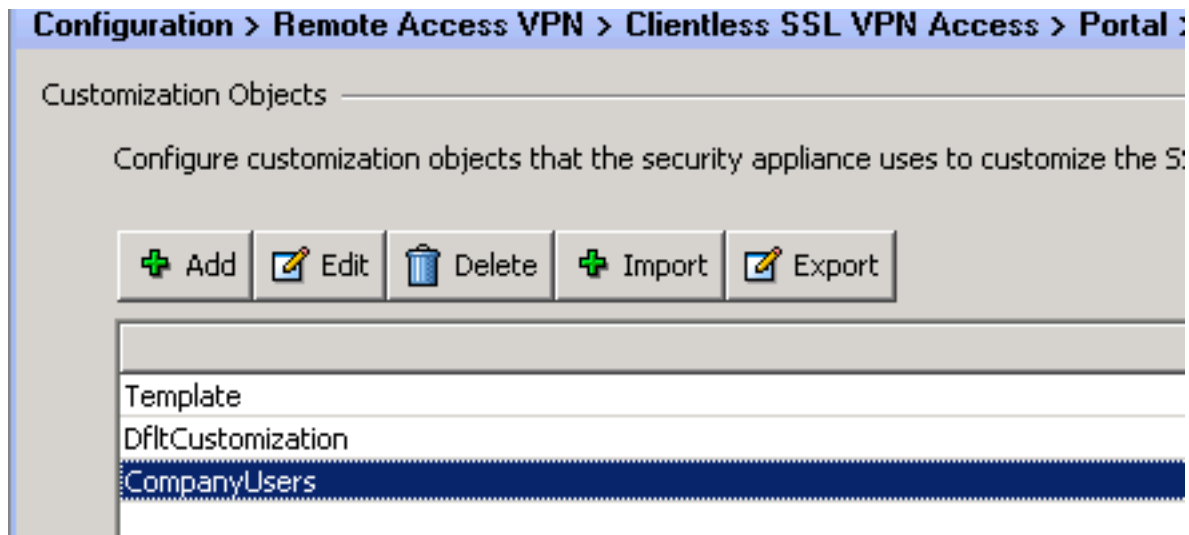 Configuration > Remote Access VPN > Clientless SSL VPN Access > Portal >
Customization Objects
Configure customization objects that the security appliance uses to customize the
Add Edit Delete Import Export
Template
DfltCustomization
CompanyUsers